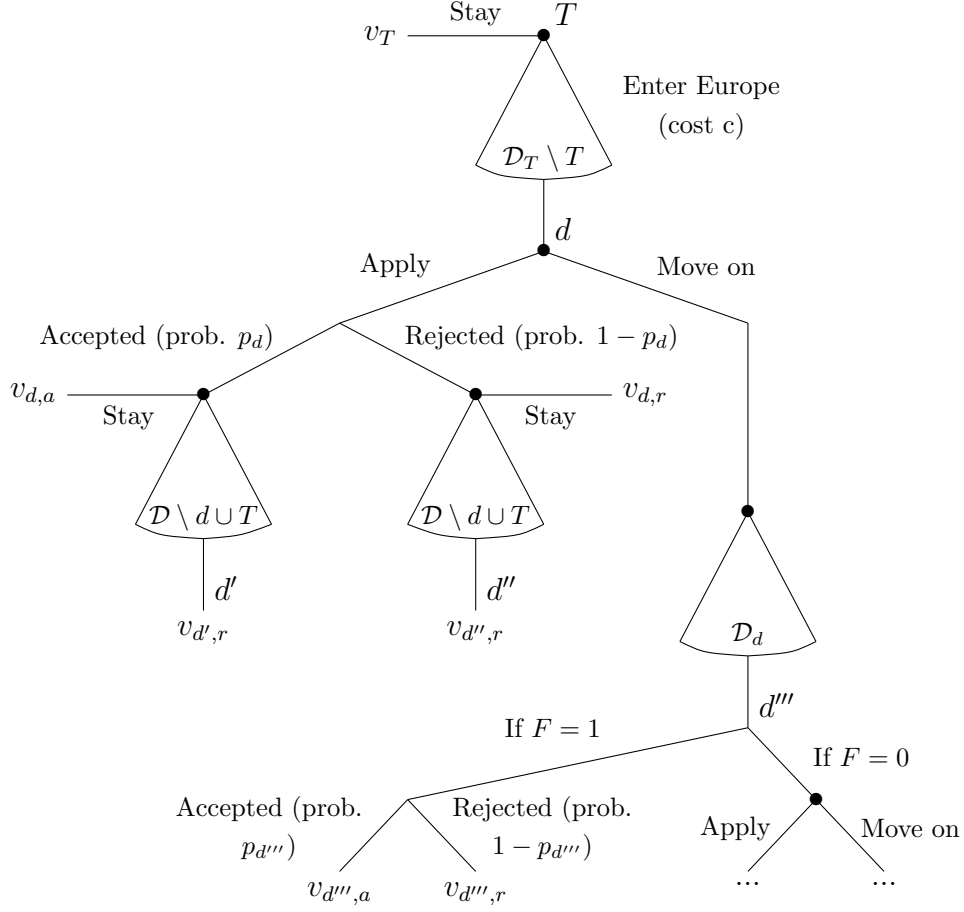 Stay
T
v_T
Enter Europe
(cost c)
𝒟_T \ T
d
Apply
Move on
Accepted (prob. p_d)
Rejected (prob. 1 − p_d)
v_{d,a}
Stay
Stay
v_{d,r}
𝒟 \ d ∪ T
𝒟 \ d ∪ T
d′
d″
v_{d′,r}
v_{d″,r}
𝒟_d
d‴
If F = 1
If F = 0
Accepted (prob.
p_{d‴})
Rejected (prob.
1 − p_{d‴})
Apply
Move on
v_{d‴,a}
v_{d‴,r}
...
...